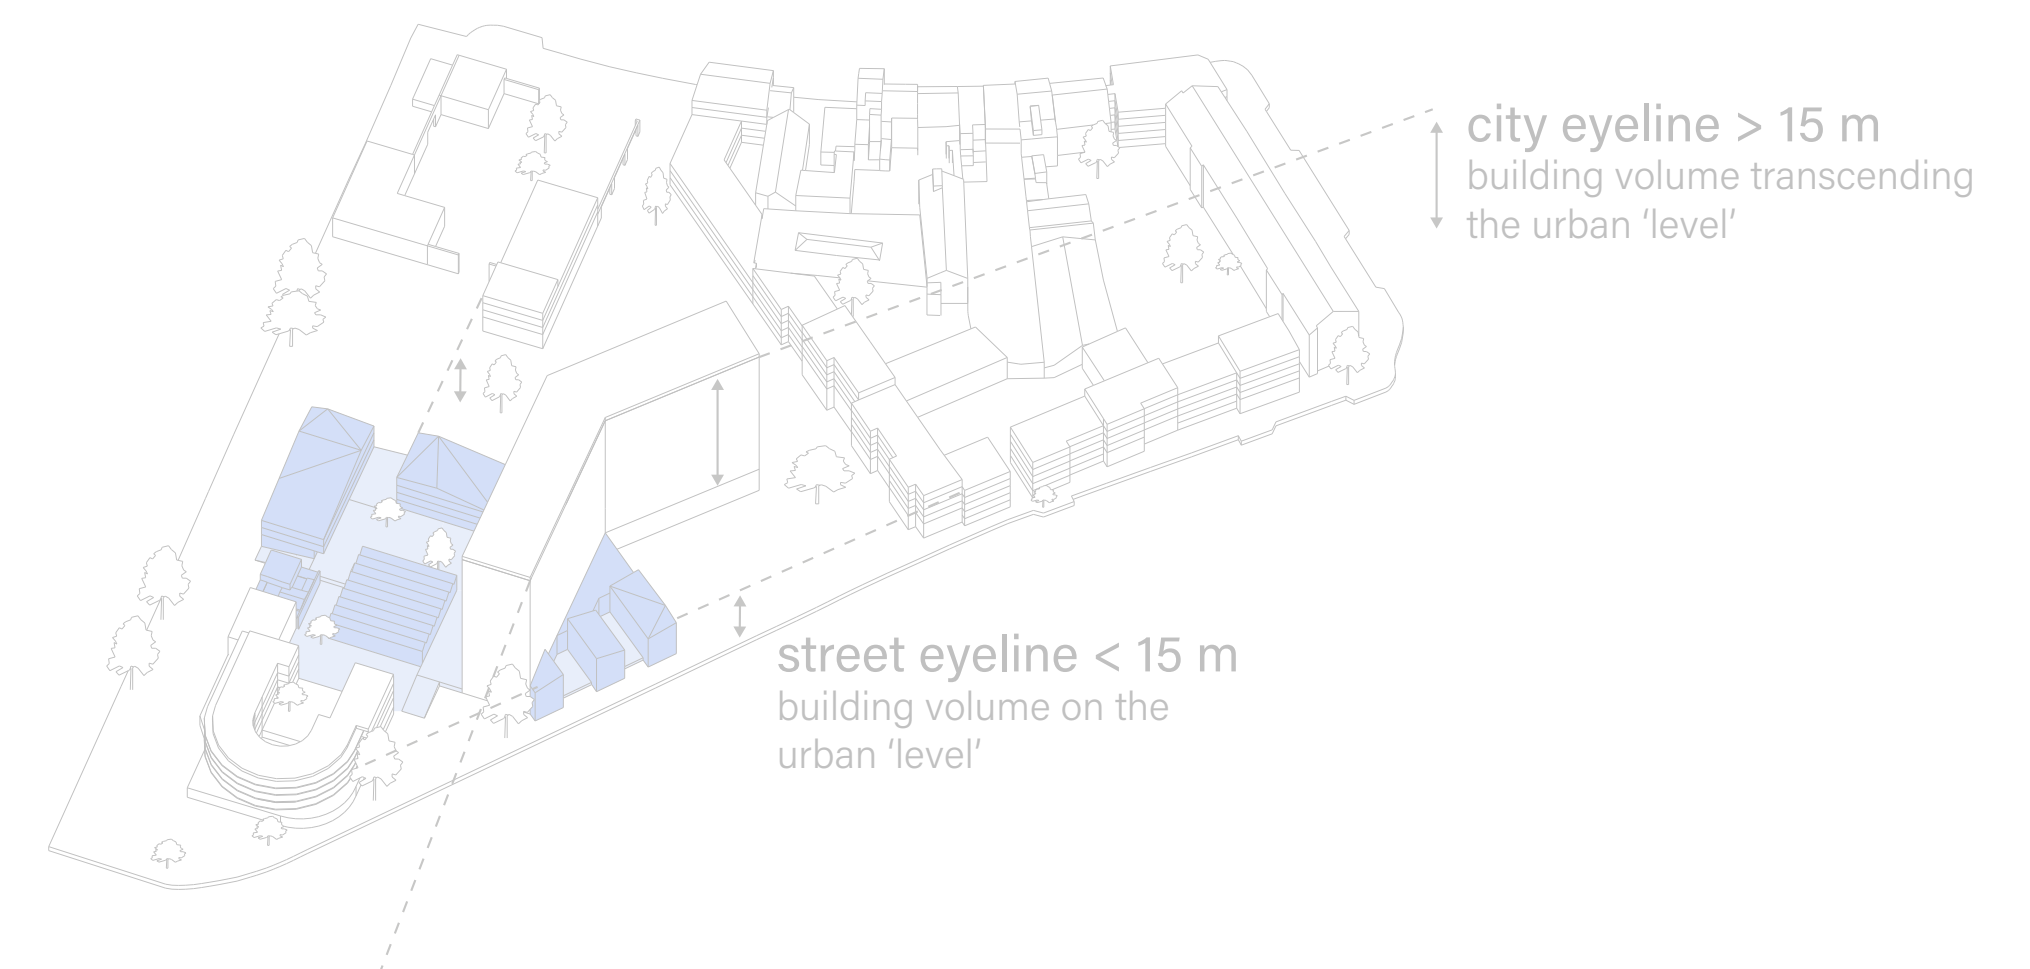 city eyeline > 15 m
building volume transcending
the urban ‘level’
street eyeline < 15 m
building volume on the
urban ‘level’